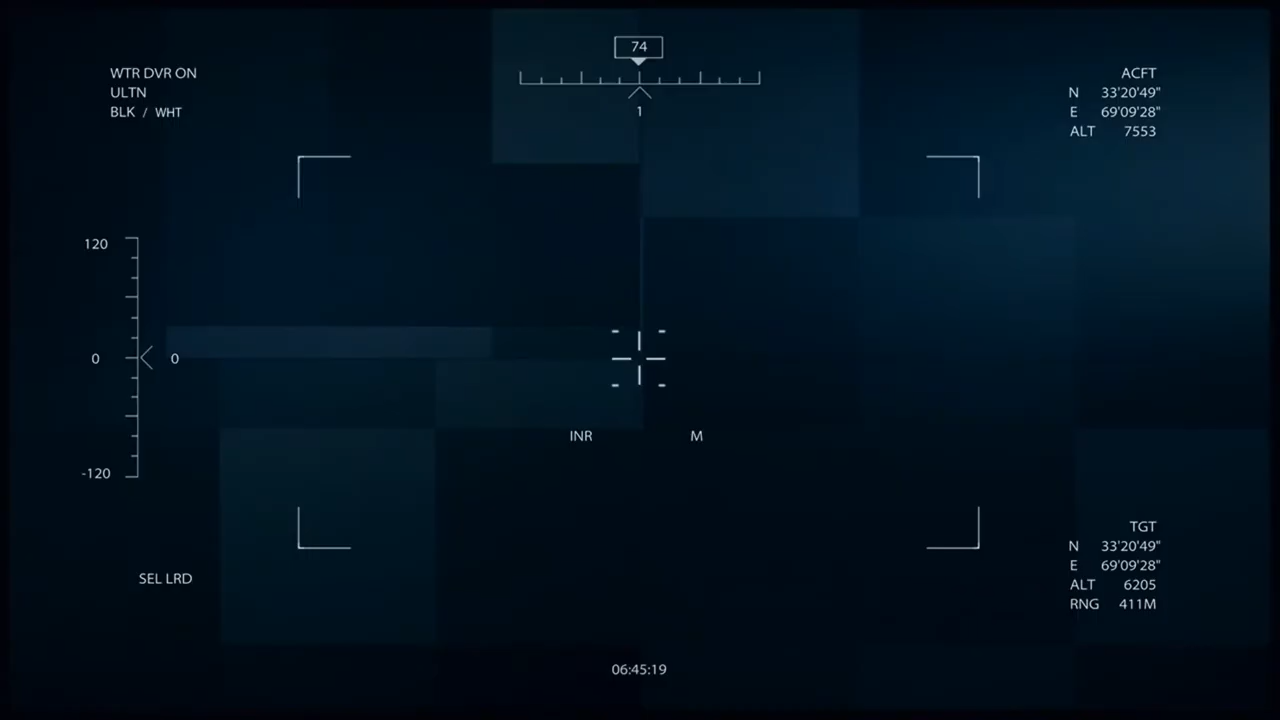 74
WTR DVR ON
ULTN
BLK / WHT
1
ACFT
N 33'20'49"
E 69'09'28"
ALT 7553
120
0
0
-120
INR M
SEL LRD
TGT
N 33'20'49"
E 69'09'28"
ALT 6205
RNG 411M
06:45:19